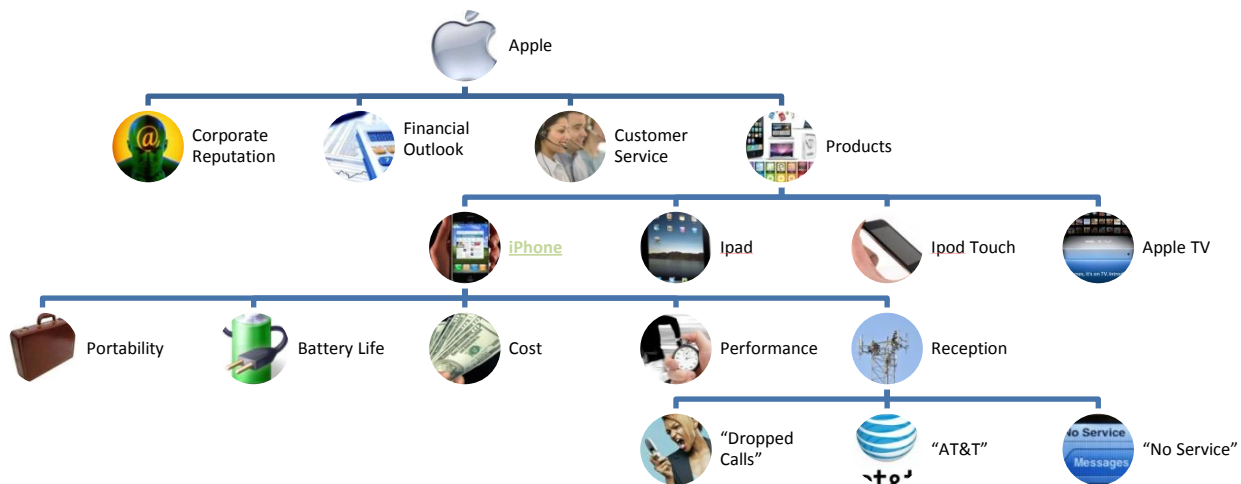 Apple
Corporate
Reputation
Financial
Outlook
Customer
Service
Products
iPhone
Ipad
Ipod Touch
Apple TV
Portability
Battery Life
Cost
Performance
Reception
“Dropped
Calls”
“AT&T”
“No Service”
No Service
Messages
at&t